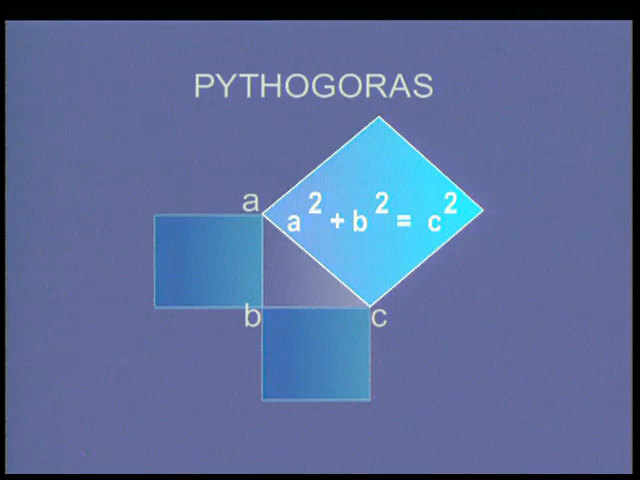 PYTHOGORAS
a
a² + b² = c²
b
c